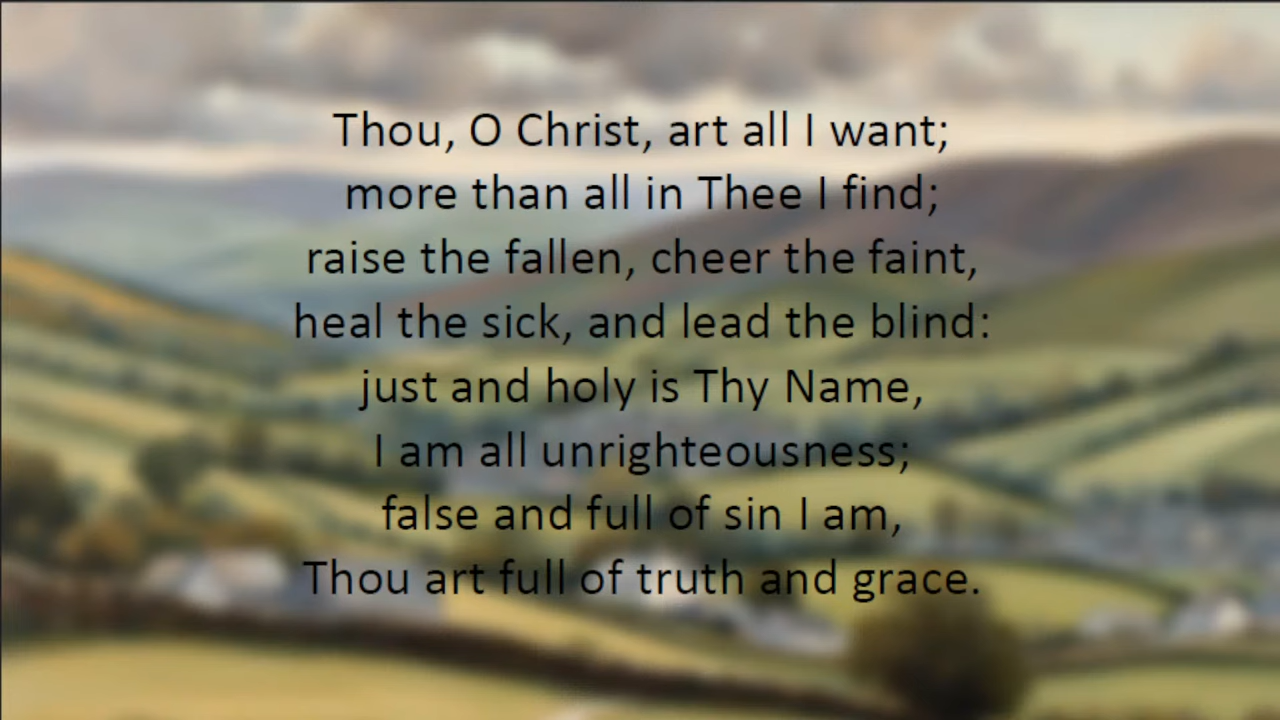 Thou, O Christ, art all I want;
more than all in Thee I find;
raise the fallen, cheer the faint,
heal the sick, and lead the blind:
just and holy is Thy Name,
I am all unrighteousness;
false and full of sin I am,
Thou art full of truth and grace.